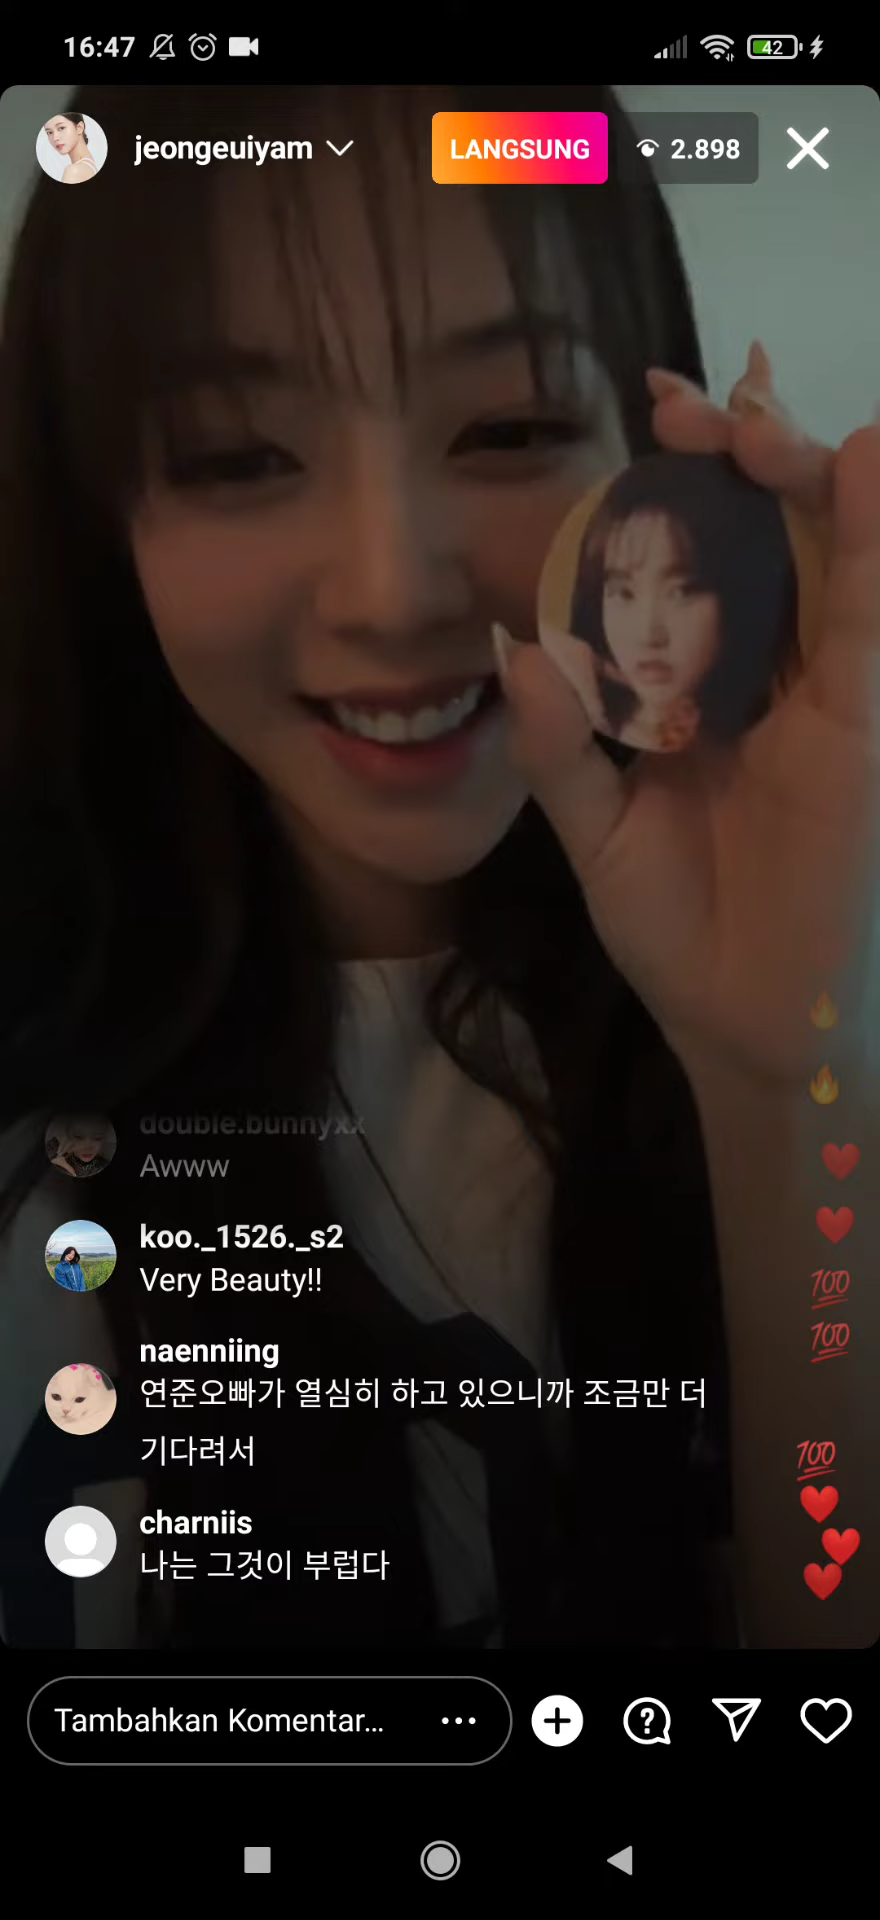 16:47
42
jeongeuiyam
LANGSUNG
2.898
double.bunnyxx
Awww
koo._1526._s2
Very Beauty!!
naenniing
연준오빠가 열심히 하고 있으니까 조금만 더
기다려서
charniis
나는 그것이 부럽다
💯
💯
💯
Tambahkan Komentar...